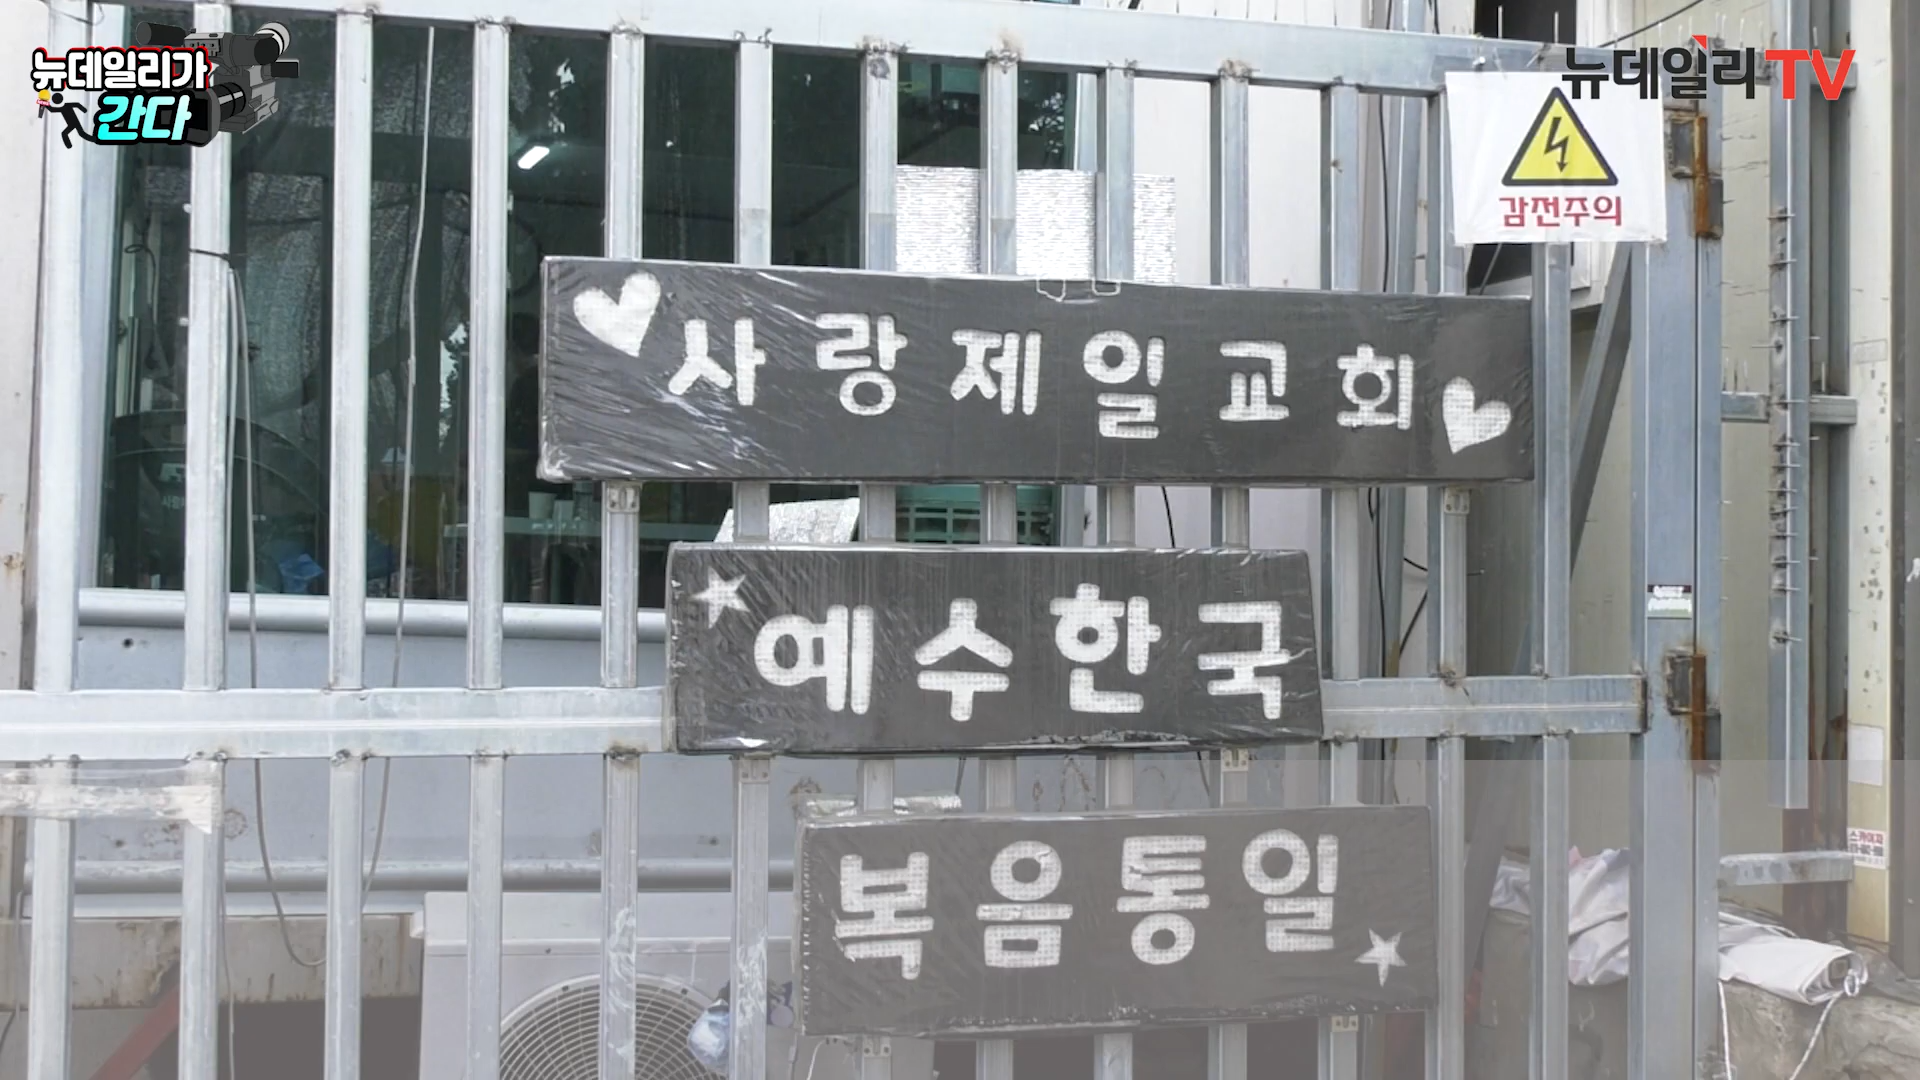 뉴데일리가
간다
뉴데일리TV
감전주의
사랑제일교회
예수한국
복음통일